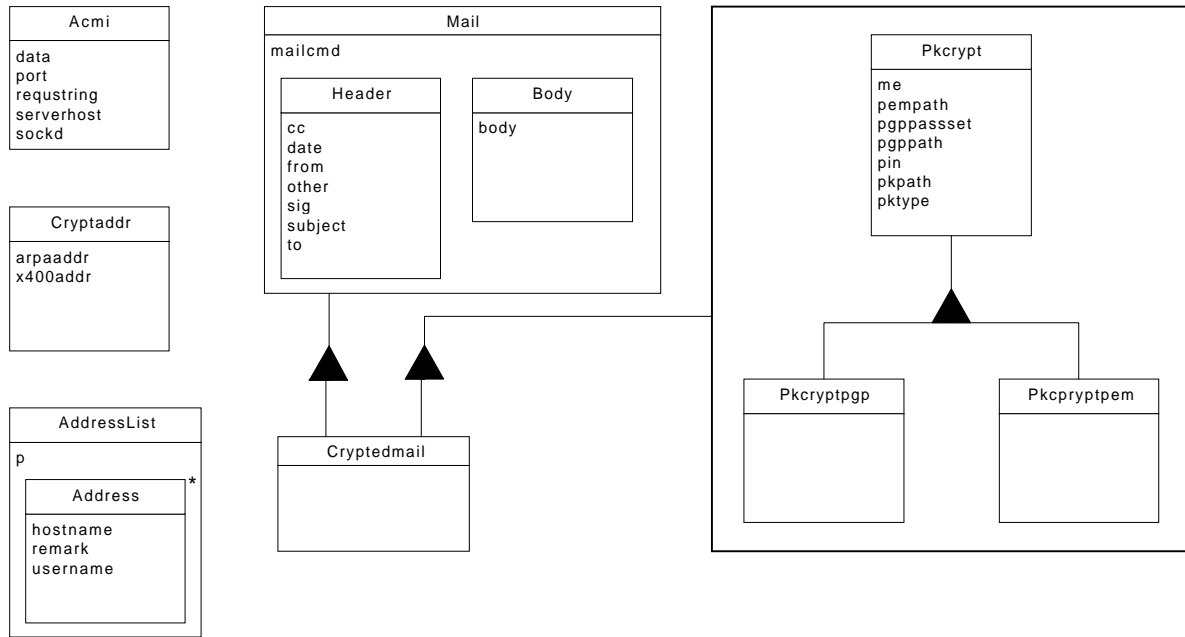 Acmi
data
port
requstring
serverhost
sockd
Cryptaddr
arpaaddr
x400addr
AddressList
p
*
Address
hostname
remark
username
Mail
mailcmd
Header
cc
date
from
other
sig
subject
to
Body
body
Cryptedmail
Pkcrypt
me
pempath
pgppassset
pgppath
pin
pkpath
pktype
Pkcryptpgp
Pkcpryptpem